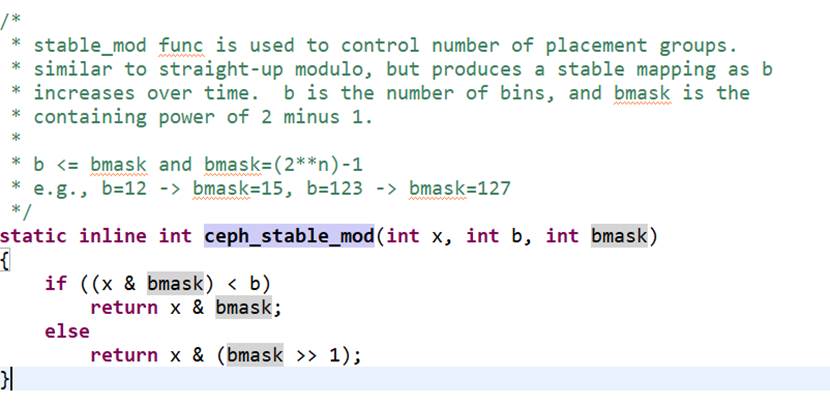 /*
 * stable_mod func is used to control number of placement groups.
 * similar to straight-up modulo, but produces a stable mapping as b
 * increases over time.  b is the number of bins, and bmask is the
 * containing power of 2 minus 1.
 *
 * b <= bmask and bmask=(2**n)-1
 * e.g., b=12 -> bmask=15, b=123 -> bmask=127
 */
static inline int ceph_stable_mod(int x, int b, int bmask)
{
    if ((x & bmask) < b)
        return x & bmask;
    else
        return x & (bmask >> 1);
}